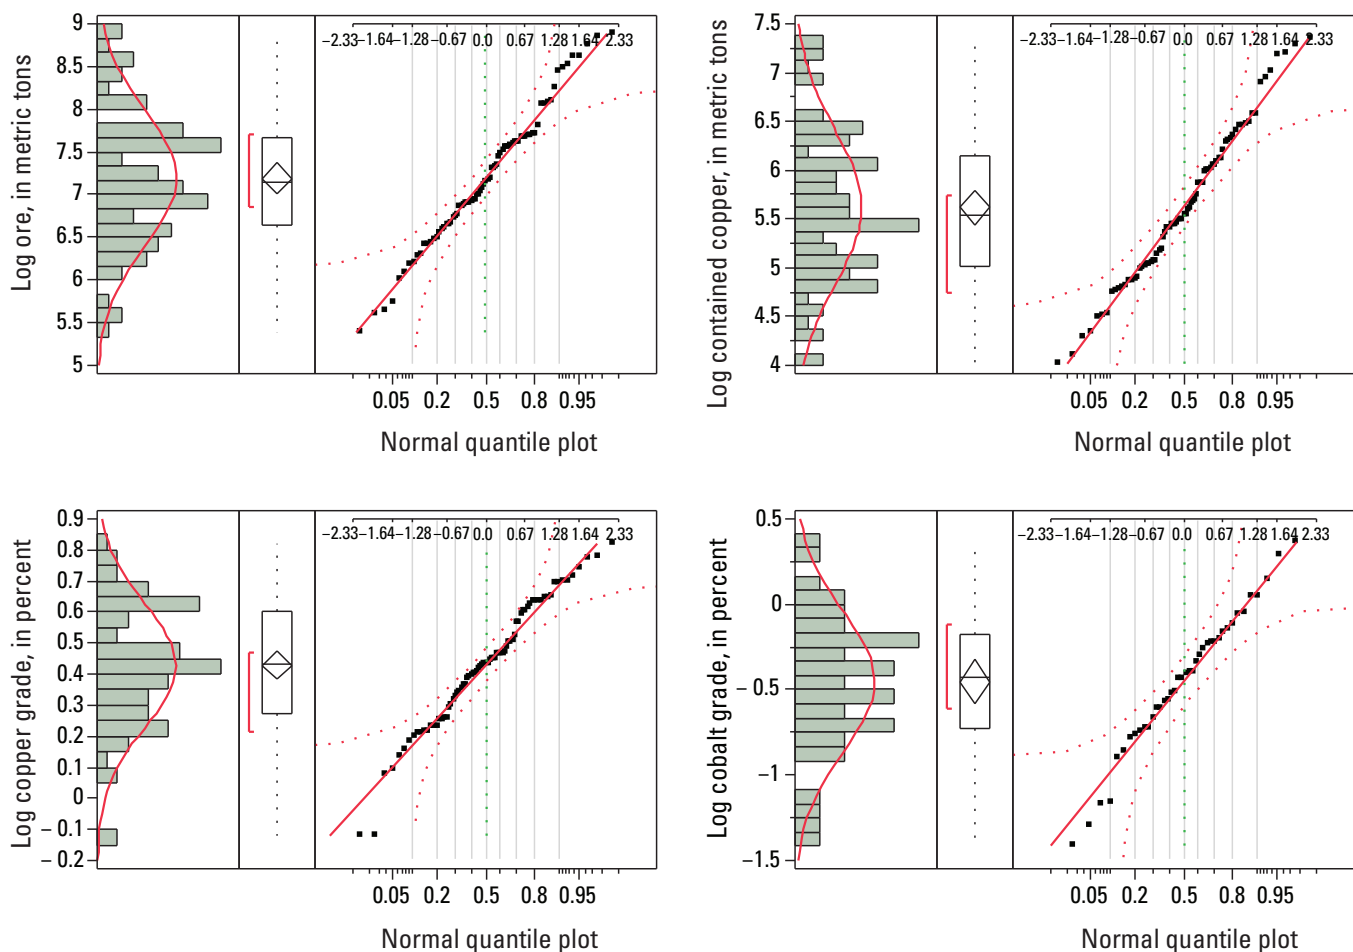 Log ore, in metric tons
9
8.5
8
7.5
7
6.5
6
5.5
5
−2.33 −1.64 −1.28 −0.67 0.0 0.67 1.28 1.64 2.33
0.05 0.2 0.5 0.8 0.95
Normal quantile plot
Log contained copper, in metric tons
7.5
7
6.5
6
5.5
5
4.5
4
−2.33 −1.64 −1.28 −0.67 0.0 0.67 1.28 1.64 2.33
0.05 0.2 0.5 0.8 0.95
Normal quantile plot
Log copper grade, in percent
0.9
0.8
0.7
0.6
0.5
0.4
0.3
0.2
0.1
0
−0.1
−0.2
−2.33 −1.64 −1.28 −0.67 0.0 0.67 1.28 1.64 2.33
0.05 0.2 0.5 0.8 0.95
Normal quantile plot
Log cobalt grade, in percent
0.5
0
−0.5
−1
−1.5
−2.33 −1.64 −1.28 −0.67 0.0 0.67 1.28 1.64 2.33
0.05 0.2 0.5 0.8 0.95
Normal quantile plot